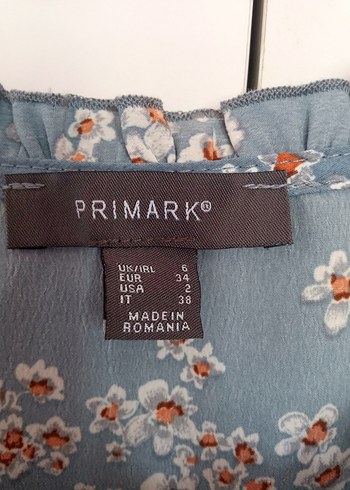 PRIMARK®
UK/IRL 6
EUR 34
USA 2
IT 38
MADE IN
ROMANIA